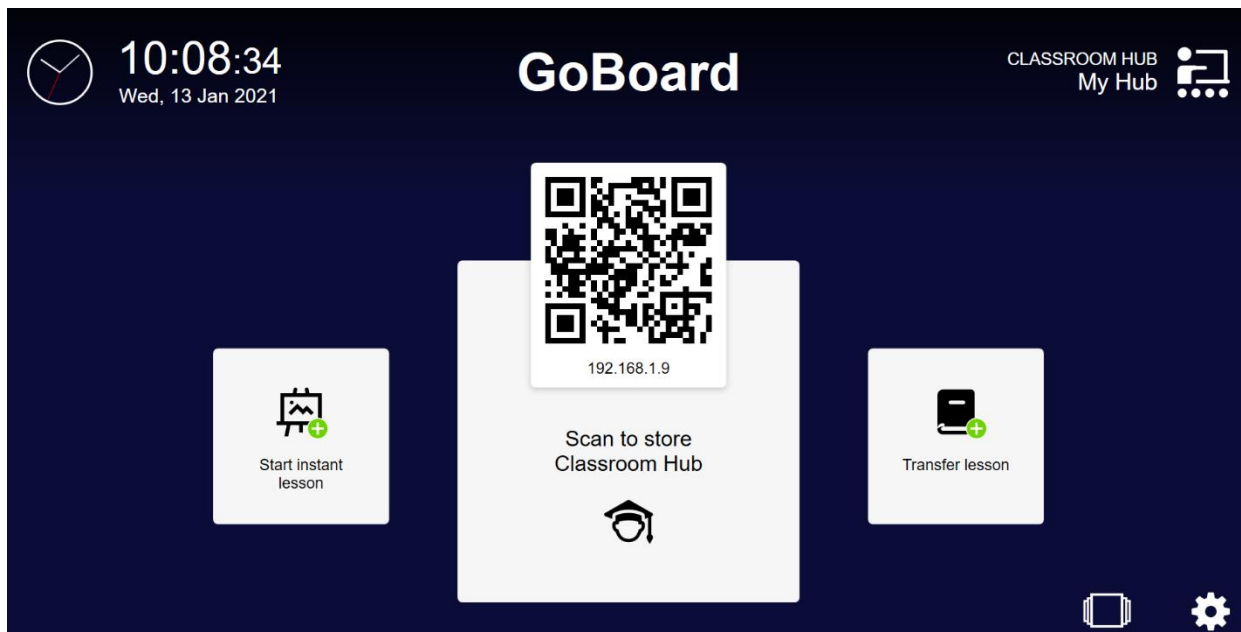 10:08:34
Wed, 13 Jan 2021
GoBoard
CLASSROOM HUB
My Hub
192.168.1.9
Scan to store
Classroom Hub
Start instant
lesson
Transfer lesson